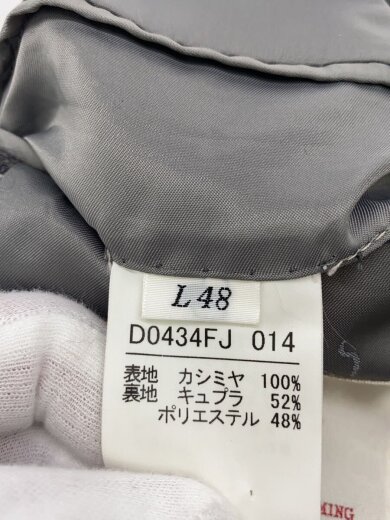 L48
D0434FJ 014
表地 カシミヤ 100%
裏地 キュプラ 52%
ポリエステル 48%